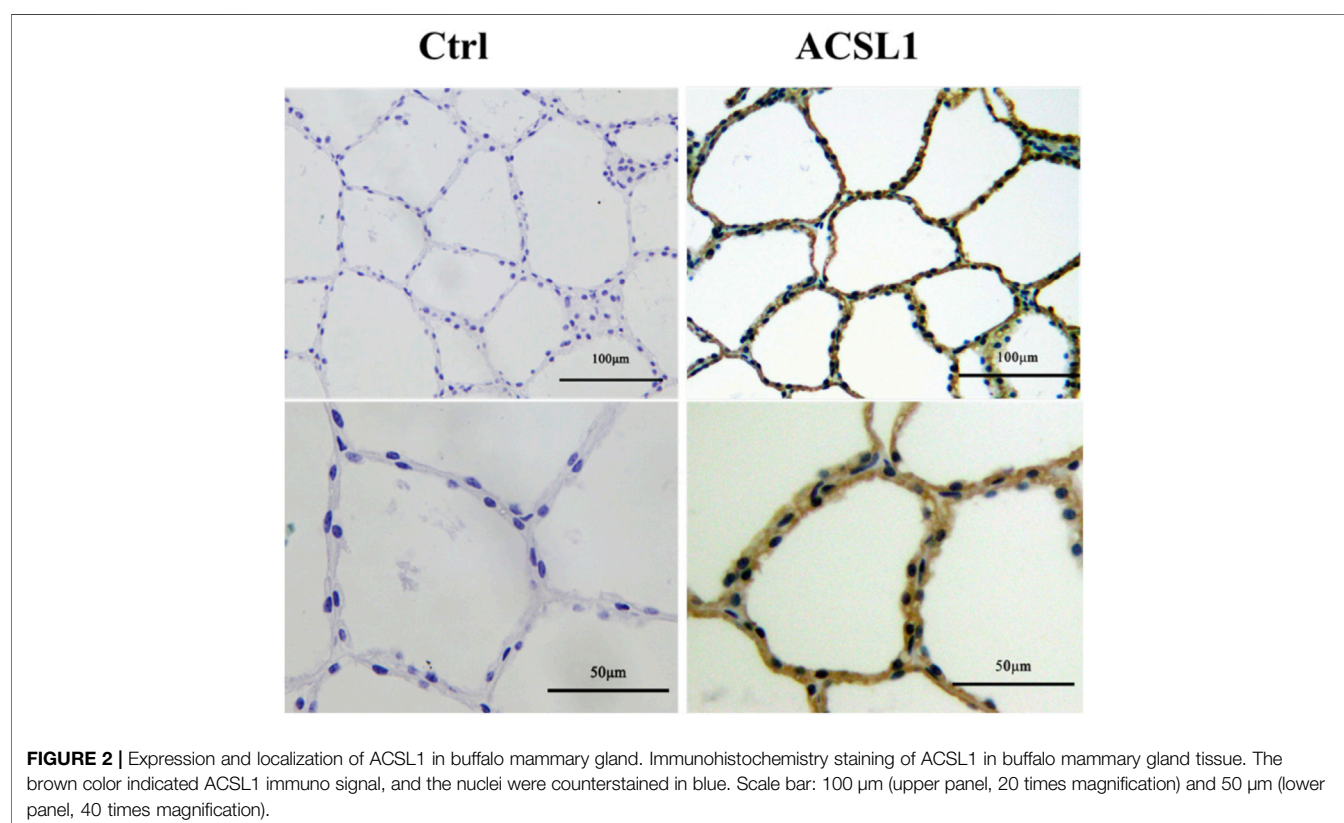 Ctrl
ACSL1
100μm
100μm
50μm
50μm
FIGURE 2 | Expression and localization of ACSL1 in buffalo mammary gland. Immunohistochemistry staining of ACSL1 in buffalo mammary gland tissue. The
brown color indicated ACSL1 immuno signal, and the nuclei were counterstained in blue. Scale bar: 100 μm (upper panel, 20 times magnification) and 50 μm (lower
panel, 40 times magnification).